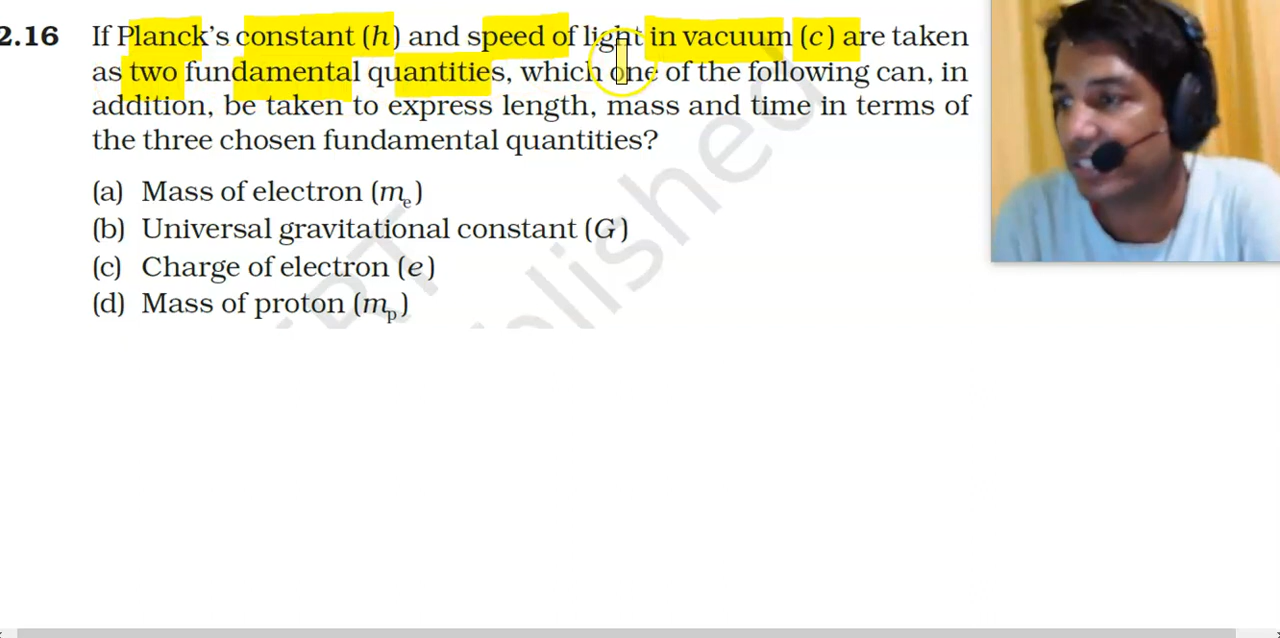 2.16 If Planck's constant (h) and speed of light in vacuum (c) are taken
as two fundamental quantities, which one of the following can, in
addition, be taken to express length, mass and time in terms of
the three chosen fundamental quantities?
(a) Mass of electron (mₑ)
(b) Universal gravitational constant (G)
(c) Charge of electron (e)
(d) Mass of proton (mₚ)